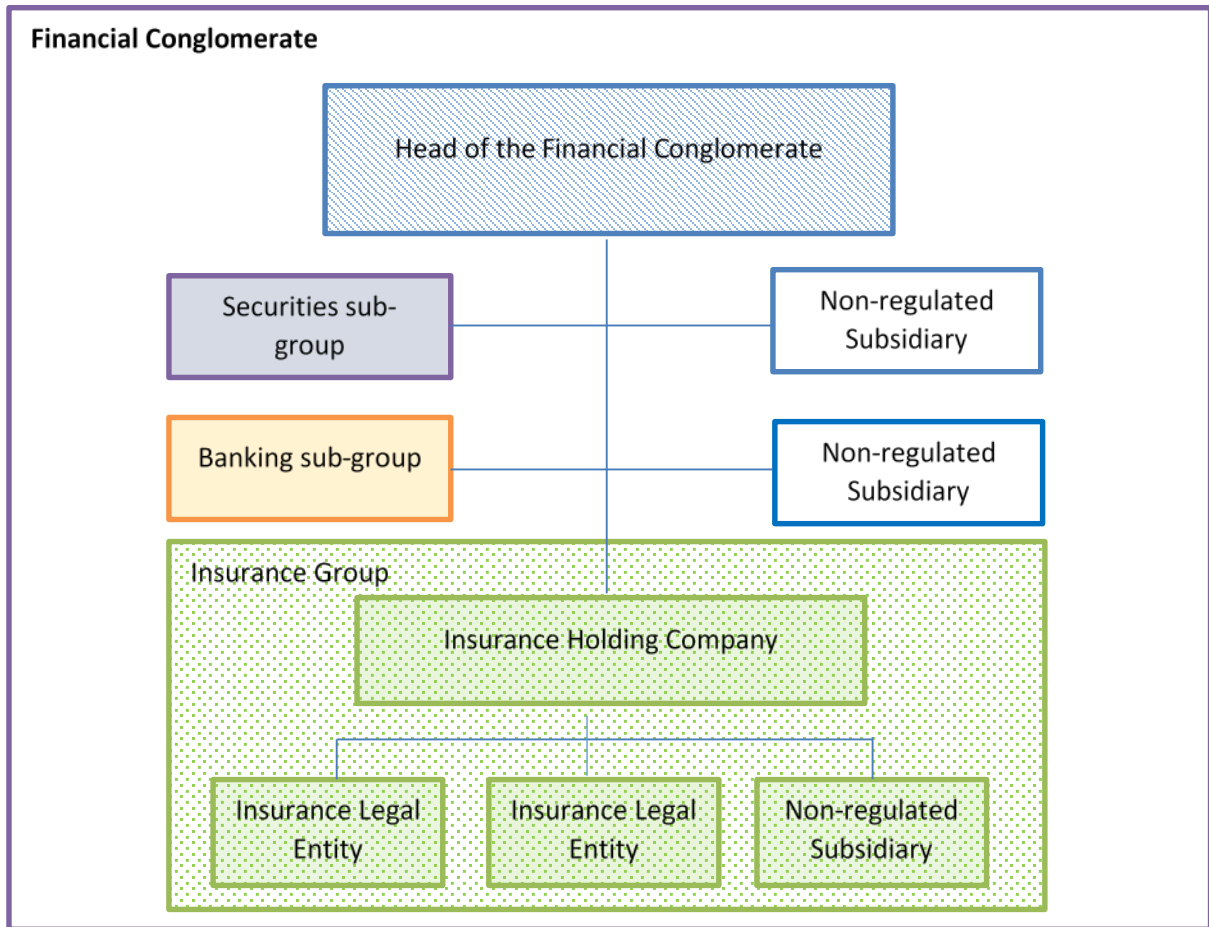 Financial Conglomerate
Head of the Financial Conglomerate
Securities sub-
group
Non-regulated
Subsidiary
Banking sub-group
Non-regulated
Subsidiary
Insurance Group
Insurance Holding Company
Insurance Legal
Entity
Insurance Legal
Entity
Non-regulated
Subsidiary